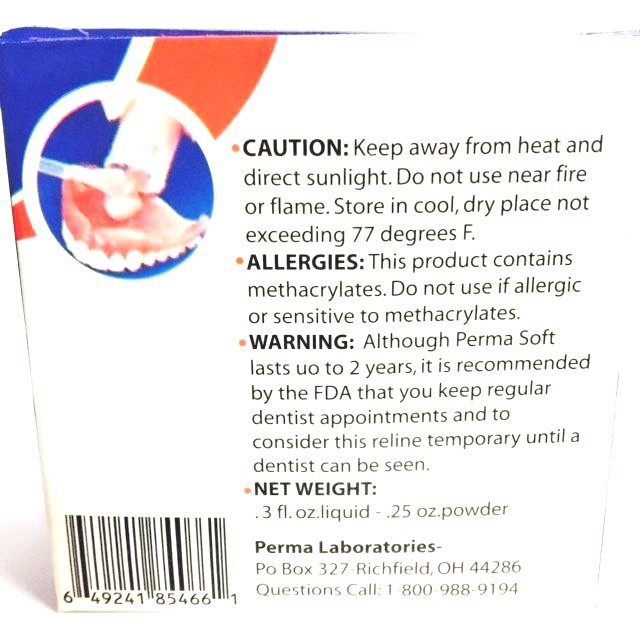 •CAUTION: Keep away from heat and
direct sunlight. Do not use near fire
or flame. Store in cool, dry place not
exceeding 77 degrees F.
•ALLERGIES: This product contains
methacrylates. Do not use if allergic
or sensitive to methacrylates.
•WARNING: Although Perma Soft
lasts uo to 2 years, it is recommended
by the FDA that you keep regular
dentist appointments and to
consider this reline temporary until a
dentist can be seen.
•NET WEIGHT:
.3 fl. oz.liquid - .25 oz.powder
Perma Laboratories-
Po Box 327-Richfield, OH 44286
Questions Call: 1-800-988-9194
6 49241 85466 1